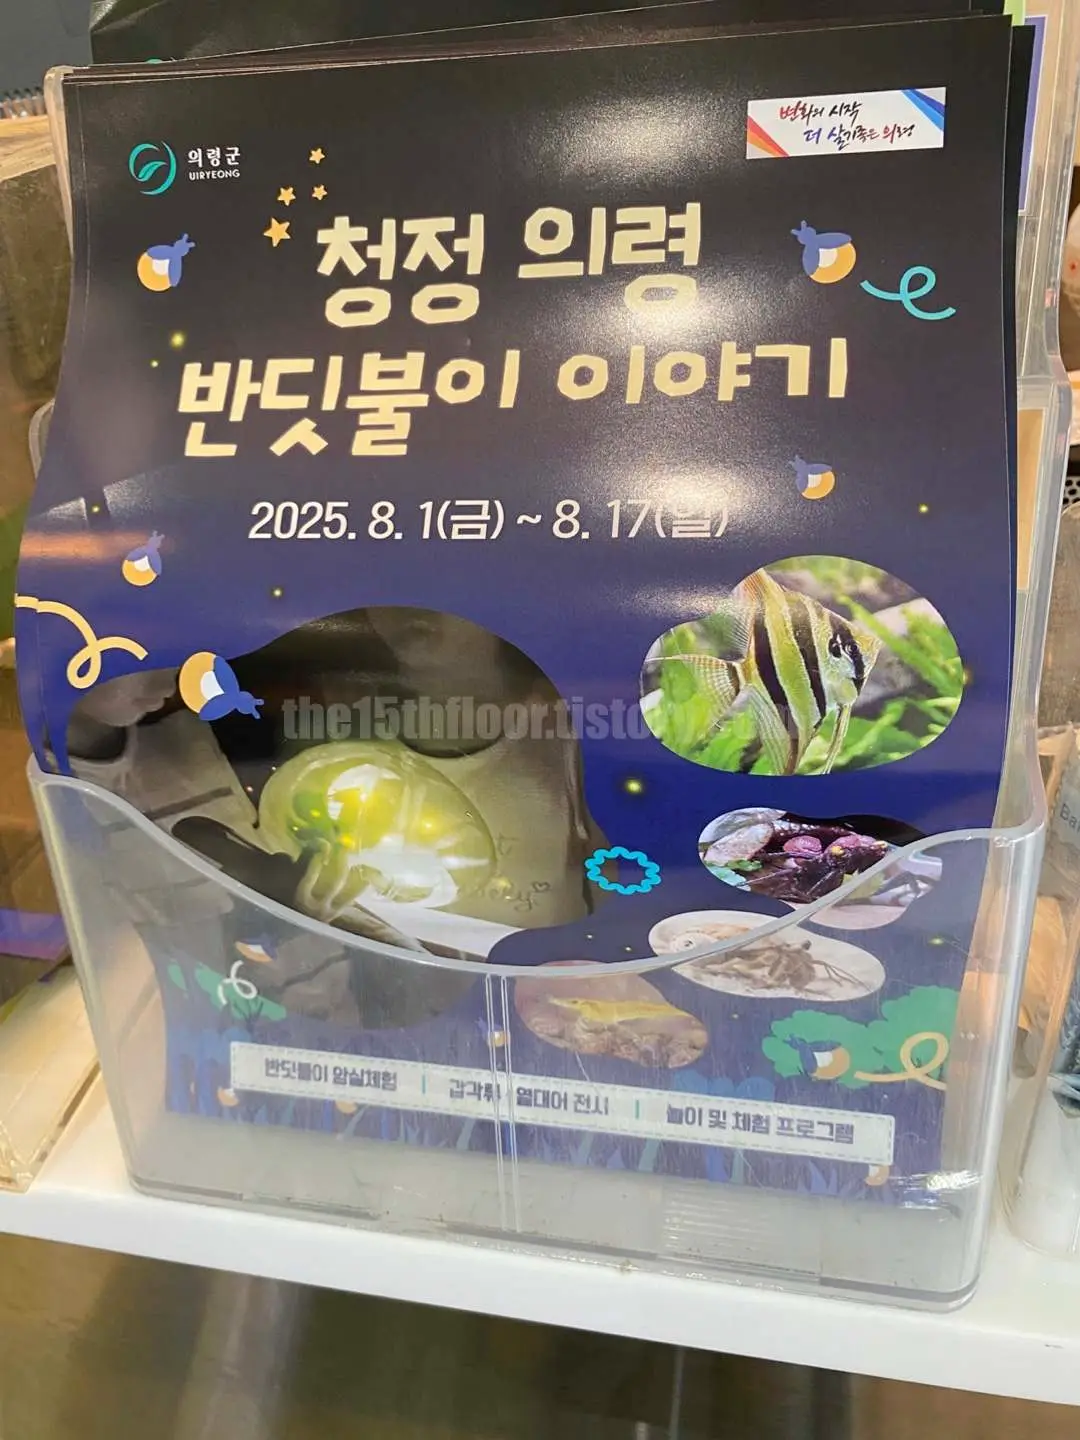 의령군
UIRYEONG
변화의 시작
더 살기좋은 의령
청정 의령
반딧불이 이야기
2025. 8. 1(금) ~ 8. 17(일)
the15thfloor.tistory.
반딧불이 암실체험 | 갑각류 · 열대어 전시 | 놀이 및 체험 프로그램
Ba